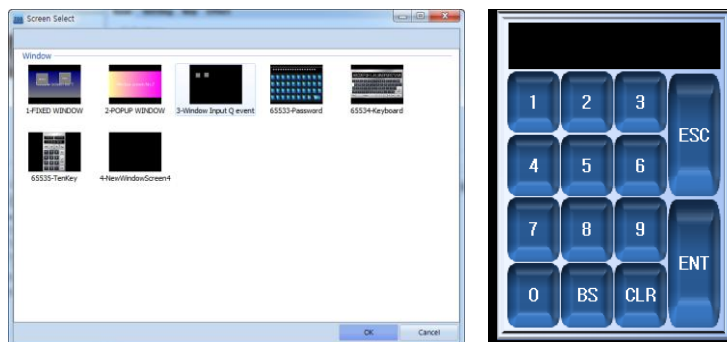 Screen Select
Window
1-FIXED WINDOW
2-POPUP WINDOW
3-Window Input Q event
65533-Password
65534-Keyboard
65535-TenKey
4-NewWindowScreen4
OK
Cancel
1
2
3
ESC
4
5
6
7
8
9
ENT
0
BS
CLR